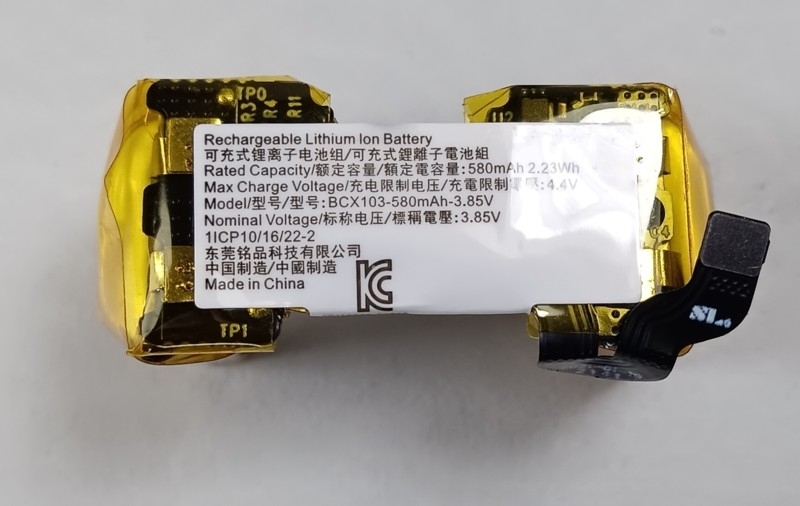 TP0
R3
R4
R11
U2
Rechargeable Lithium Ion Battery
可充式锂离子电池组/可充式鋰離子電池組
Rated Capacity/额定容量/額定電容量:580mAh 2.23Wh
Max Charge Voltage/充电限制电压/充電限制電壓:4.4V
Model/型号/型号:BCX103-580mAh-3.85V
Nominal Voltage/标称电压/標稱電壓:3.85V
1ICP10/16/22-2
东莞铭品科技有限公司
中国制造/中國制造
Made in China
TP1